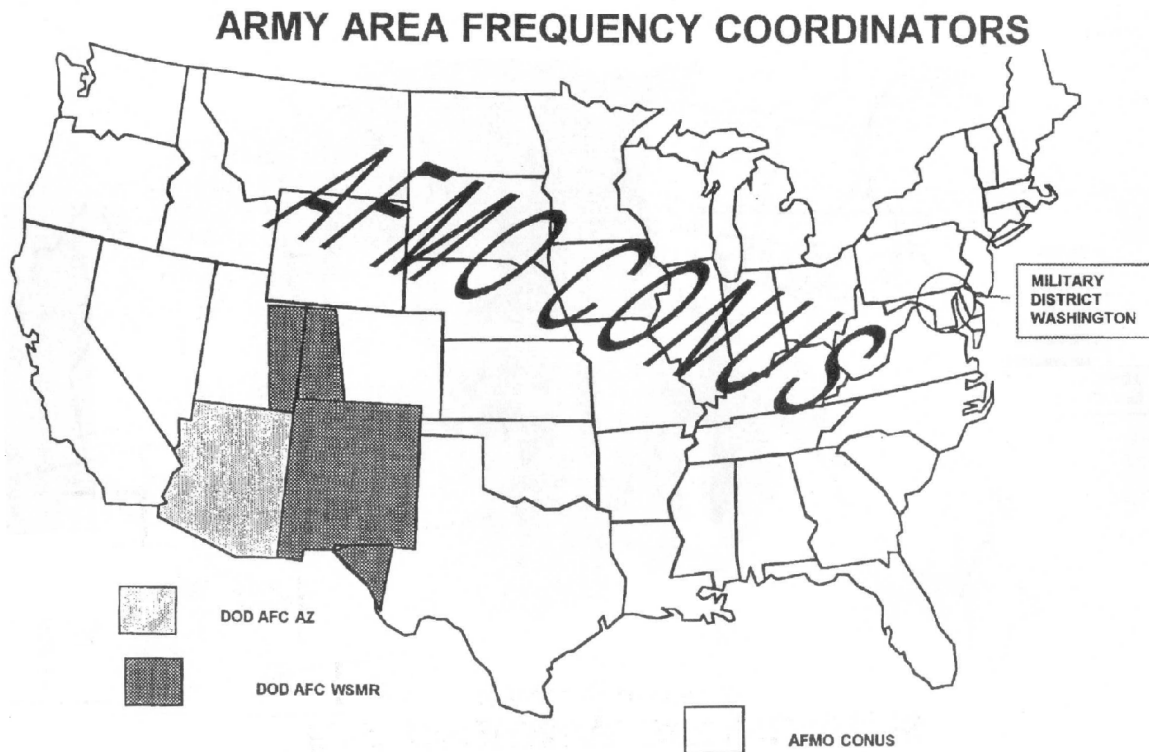 ARMY AREA FREQUENCY COORDINATORS
AFMO CONUS
MILITARY
DISTRICT
WASHINGTON
DOD AFC AZ
DOD AFC WSMR
AFMO CONUS